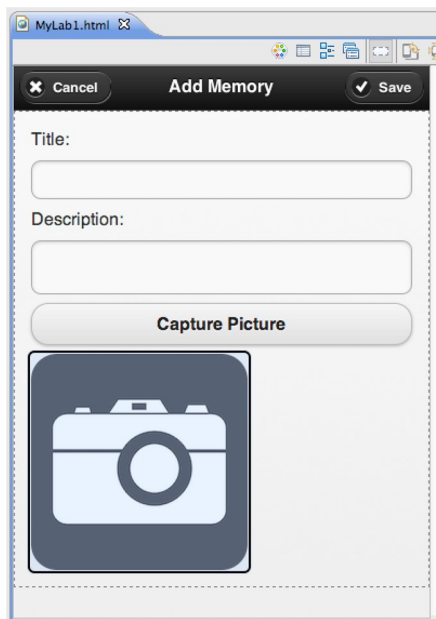 MyLab1.html
Cancel Add Memory Save
Title:
Description:
Capture Picture